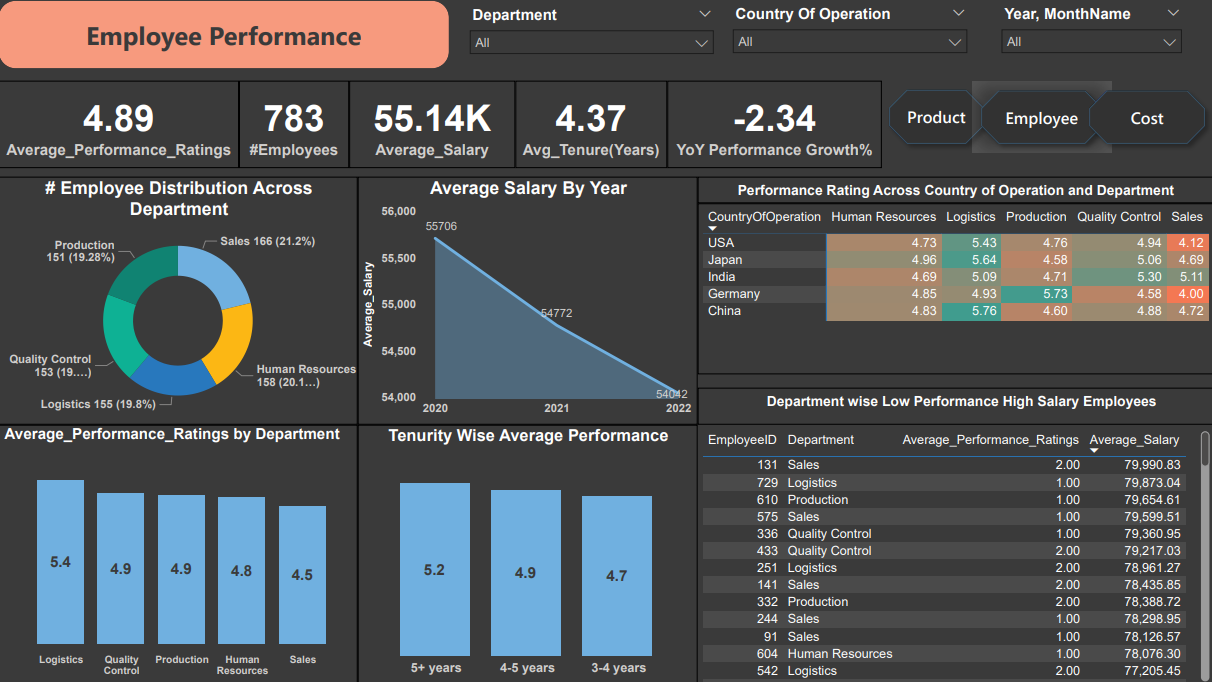 Employee Performance
Department
All
Country Of Operation
All
Year, MonthName
All
4.89
Average_Performance_Ratings
783
#Employees
55.14K
Average_Salary
4.37
Avg_Tenure(Years)
-2.34
YoY Performance Growth%
Product
Employee
Cost
# Employee Distribution Across
Department
Production
151 (19.28%)
Sales 166 (21.2%)
Quality Control
153 (19....)
Human Resources
158 (20.1...)
Logistics 155 (19.8%)
Average Salary By Year
Average_Salary
56,000
55,500
55,000
54,500
54,000
55706
54772
54042
2020 2021 2022
Performance Rating Across Country of Operation and Department
CountryOfOperation Human Resources Logistics Production Quality Control Sales
USA 4.73 5.43 4.76 4.94 4.12
Japan 4.96 5.64 4.58 5.06 4.69
India 4.69 5.09 4.71 5.30 5.11
Germany 4.85 4.93 5.73 4.58 4.00
China 4.83 5.76 4.60 4.88 4.72
Average_Performance_Ratings by Department
5.4 4.9 4.9 4.8 4.5
Logistics
Quality
Control
Production
Human
Resources
Sales
Tenurity Wise Average Performance
5.2 4.9 4.7
5+ years 4-5 years 3-4 years
Department wise Low Performance High Salary Employees
EmployeeID Department Average_Performance_Ratings Average_Salary
131 Sales 2.00 79,990.83
729 Logistics 1.00 79,873.04
610 Production 1.00 79,654.61
575 Sales 1.00 79,599.51
336 Quality Control 1.00 79,360.95
433 Quality Control 2.00 79,217.03
251 Logistics 2.00 78,961.27
141 Sales 2.00 78,435.85
332 Production 2.00 78,388.72
244 Sales 1.00 78,298.95
91 Sales 1.00 78,126.57
604 Human Resources 1.00 78,076.30
542 Logistics 2.00 77,205.45